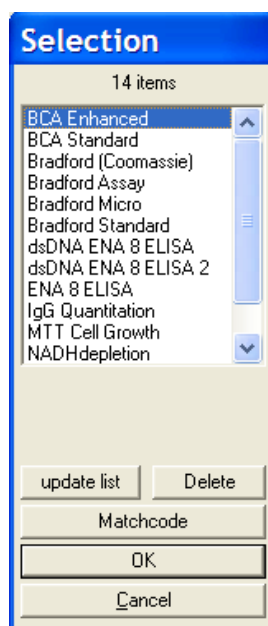 Selection
14 items
BCA Enhanced
BCA Standard
Bradford (Coomassie)
Bradford Assay
Bradford Micro
Bradford Standard
dsDNA ENA 8 ELISA
dsDNA ENA 8 ELISA 2
ENA 8 ELISA
IgG Quantitation
MTT Cell Growth
NADHdepletion
update list Delete
Matchcode
OK
Cancel